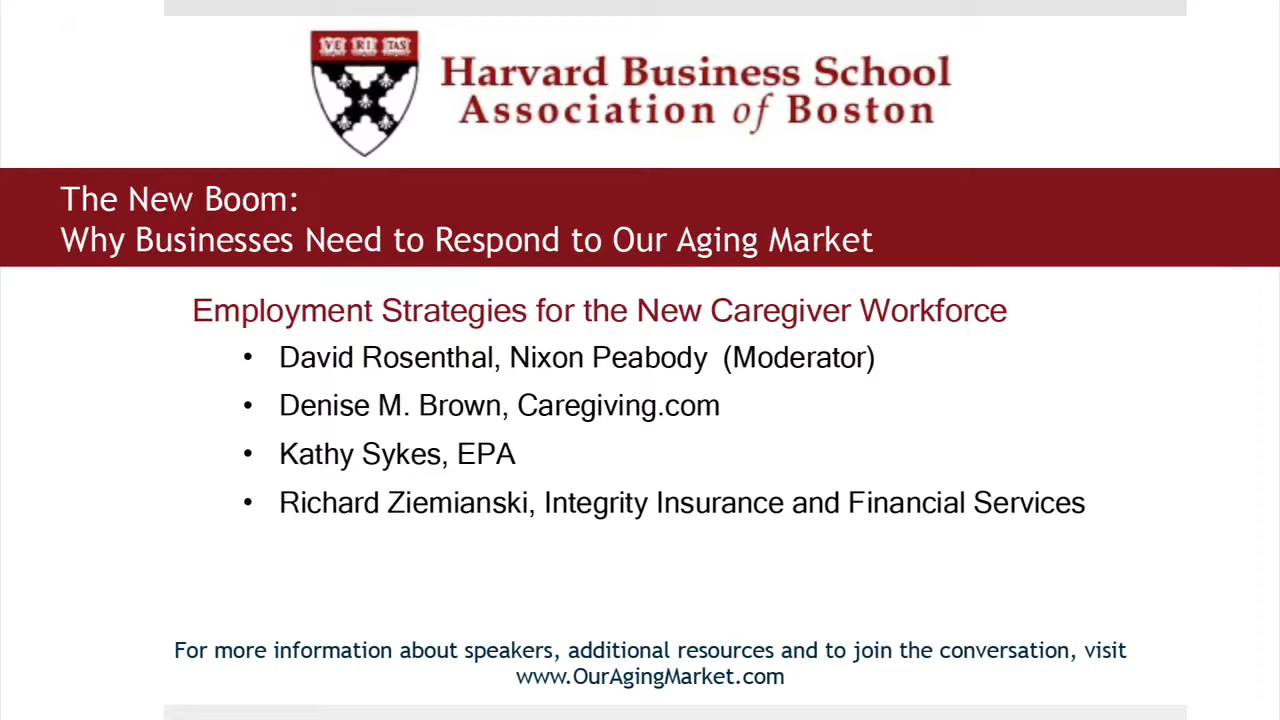 VE RI TAS
Harvard Business School
Association of Boston
The New Boom:
Why Businesses Need to Respond to Our Aging Market
Employment Strategies for the New Caregiver Workforce
• David Rosenthal, Nixon Peabody (Moderator)
• Denise M. Brown, Caregiving.com
• Kathy Sykes, EPA
• Richard Ziemianski, Integrity Insurance and Financial Services
For more information about speakers, additional resources and to join the conversation, visit
www.OurAgingMarket.com